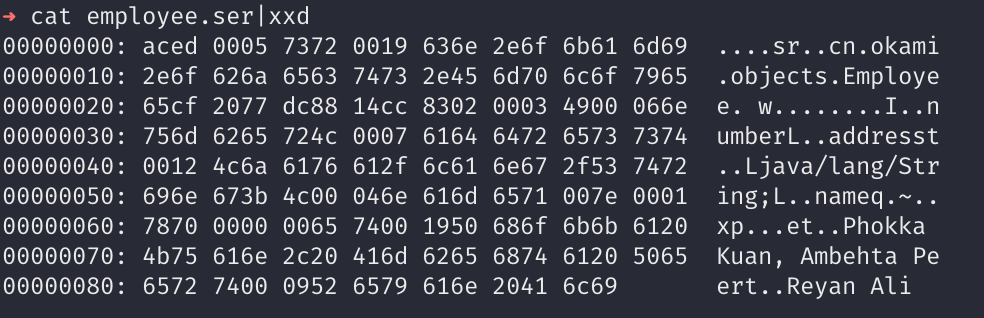 ➜ cat employee.ser|xxd
00000000: aced 0005 7372 0019 636e 2e6f 6b61 6d69  ....sr..cn.okami
00000010: 2e6f 626a 6563 7473 2e45 6d70 6c6f 7965  .objects.Employe
00000020: 65cf 2077 dc88 14cc 8302 0003 4900 066e  e. w........I..n
00000030: 756d 6265 724c 0007 6164 6472 6573 7374  umberL..addresst
00000040: 0012 4c6a 6176 612f 6c61 6e67 2f53 7472  ..Ljava/lang/Str
00000050: 696e 673b 4c00 046e 616d 6571 007e 0001  ing;L..nameq.~..
00000060: 7870 0000 0065 7400 1950 686f 6b6b 6120  xp...et..Phokka
00000070: 4b75 616e 2c20 416d 6265 6874 6120 5065  Kuan, Ambehta Pe
00000080: 6572 7400 0952 6579 616e 2041 6c69       ert..Reyan Ali